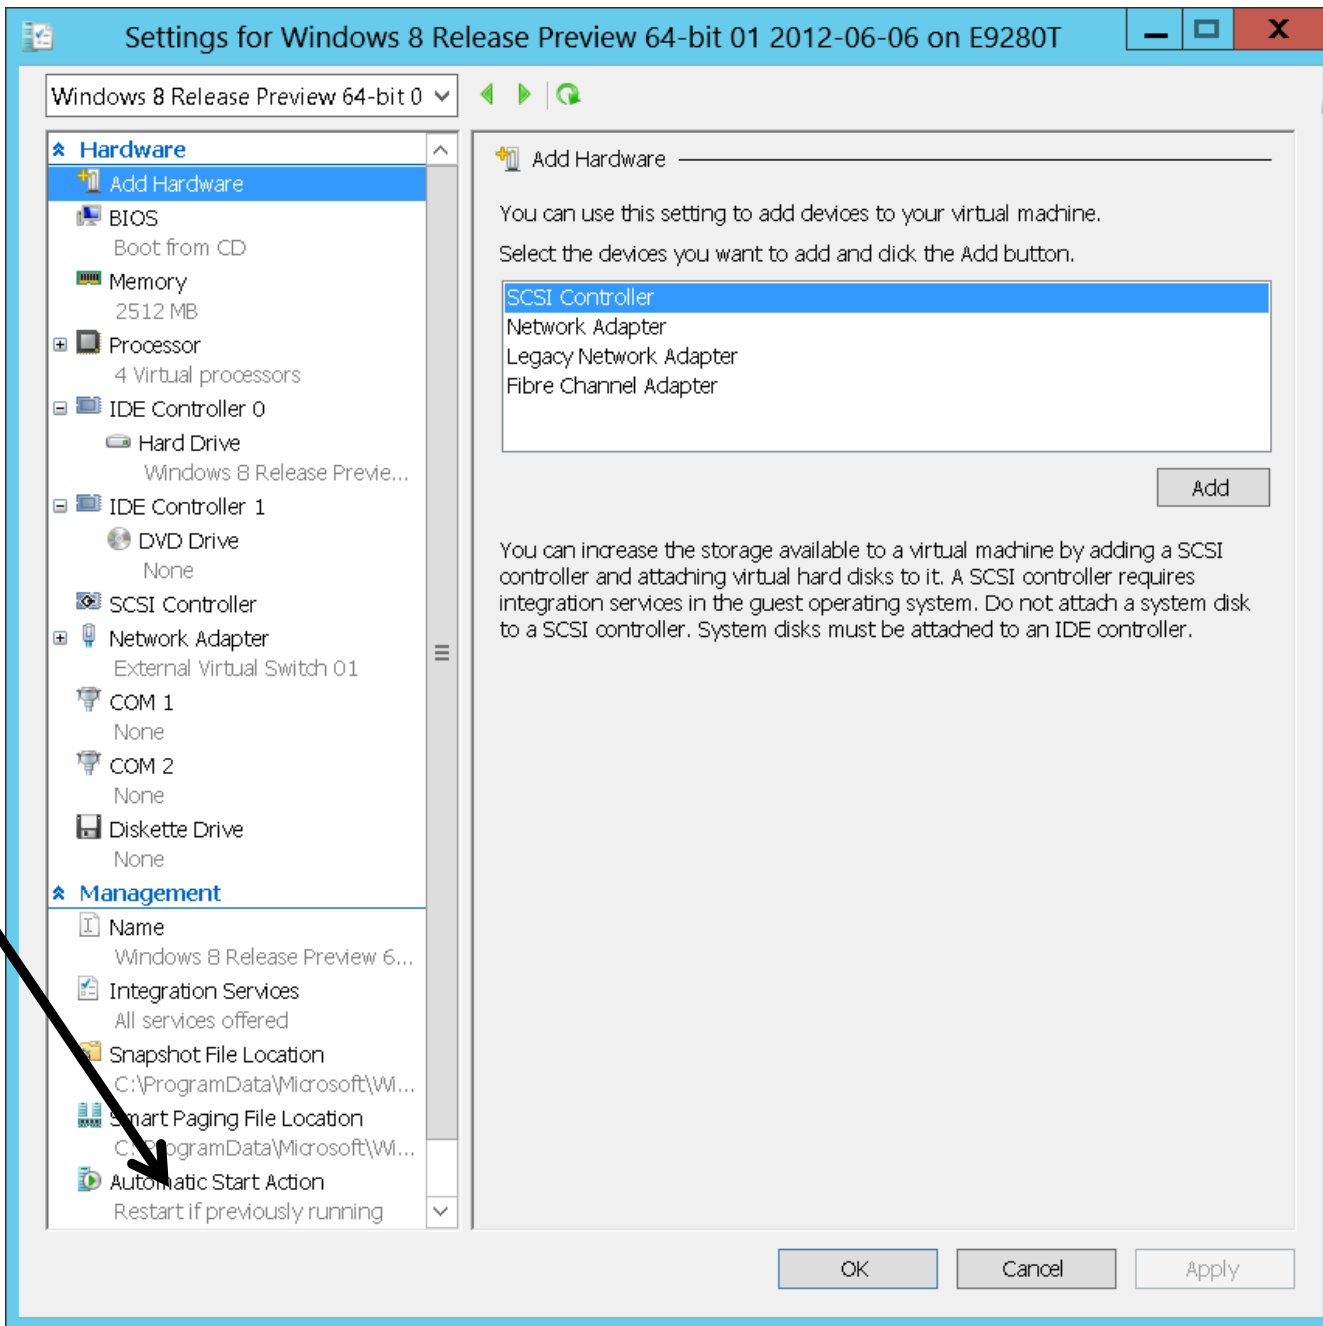 Settings for Windows 8 Release Preview 64-bit 01 2012-06-06 on E9280T
Windows 8 Release Preview 64-bit 0
Hardware
Add Hardware
BIOS
Boot from CD
Memory
2512 MB
Processor
4 Virtual processors
IDE Controller 0
Hard Drive
Windows 8 Release Previe...
IDE Controller 1
DVD Drive
None
SCSI Controller
Network Adapter
External Virtual Switch 01
COM 1
None
COM 2
None
Diskette Drive
None
Management
Name
Windows 8 Release Preview 6...
Integration Services
All services offered
Snapshot File Location
C:\ProgramData\Microsoft\Wi...
Smart Paging File Location
C:\ProgramData\Microsoft\Wi...
Automatic Start Action
Restart if previously running
Add Hardware
You can use this setting to add devices to your virtual machine.
Select the devices you want to add and click the Add button.
SCSI Controller
Network Adapter
Legacy Network Adapter
Fibre Channel Adapter
Add
You can increase the storage available to a virtual machine by adding a SCSI
controller and attaching virtual hard disks to it. A SCSI controller requires
integration services in the guest operating system. Do not attach a system disk
to a SCSI controller. System disks must be attached to an IDE controller.
OK
Cancel
Apply